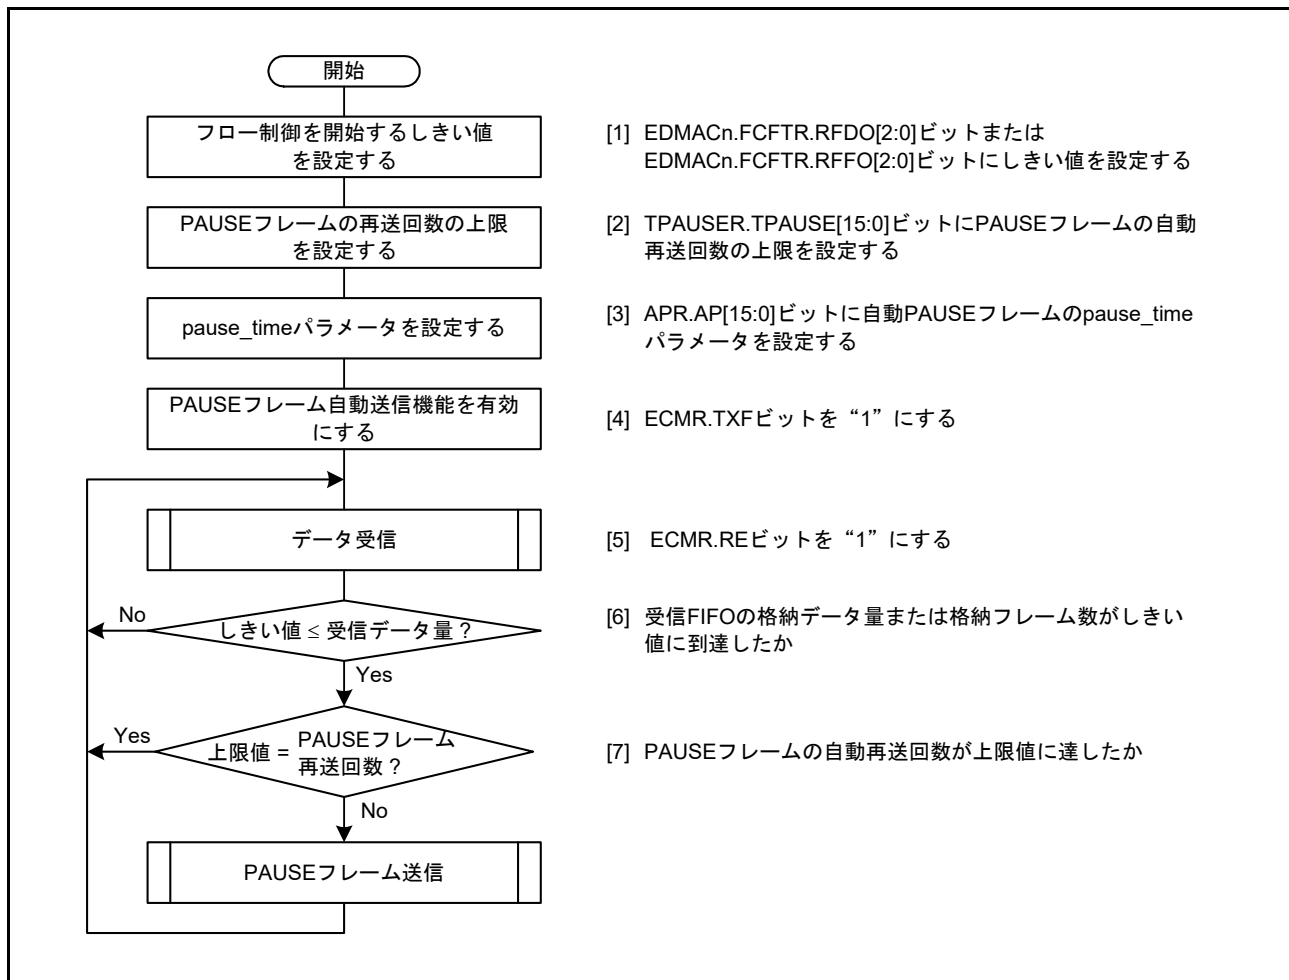 開始
フロー制御を開始するしきい値
を設定する
[1] EDMACn.FCFTR.RFDO[2:0]ビットまたは
EDMACn.FCFTR.RFFO[2:0]ビットにしきい値を設定する
PAUSEフレームの再送回数の上限
を設定する
[2] TPAUSER.TPAUSE[15:0]ビットにPAUSEフレームの自動
再送回数の上限を設定する
pause_timeパラメータを設定する
[3] APR.AP[15:0]ビットに自動PAUSEフレームのpause_time
パラメータを設定する
PAUSEフレーム自動送信機能を有効
にする
[4] ECMR.TXFビットを“1”にする
データ受信
[5] ECMR.REビットを“1”にする
No
しきい値 ≤ 受信データ量？
[6] 受信FIFOの格納データ量または格納フレーム数がしきい
値に到達したか
Yes
Yes
上限値 = PAUSEフレーム
再送回数？
[7] PAUSEフレームの自動再送回数が上限値に達したか
No
PAUSEフレーム送信